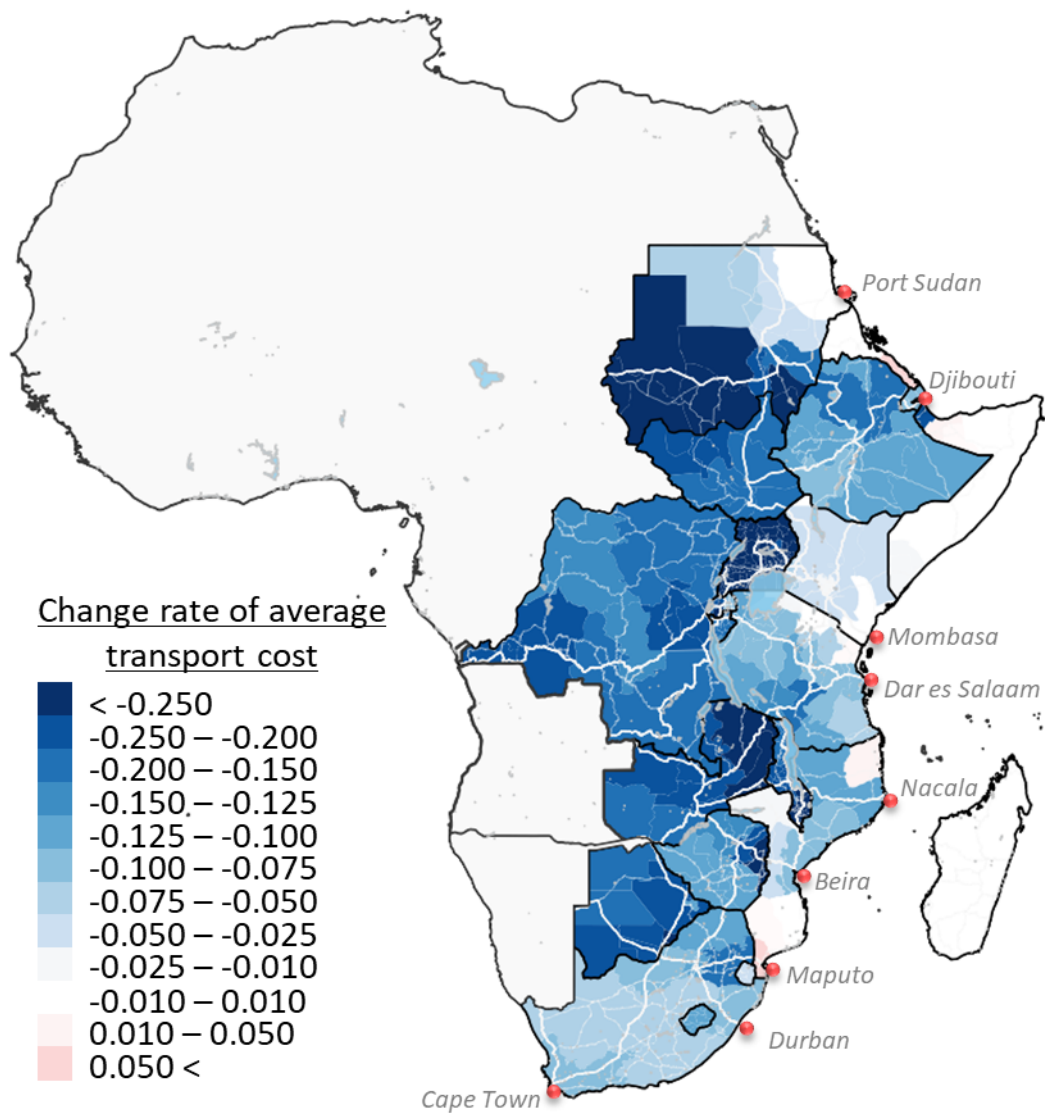 Port Sudan
Djibouti
Change rate of average
transport cost
Mombasa
Dar es Salaam
< -0.250
-0.250 – -0.200
-0.200 – -0.150
-0.150 – -0.125
-0.125 – -0.100
-0.100 – -0.075
-0.075 – -0.050
-0.050 – -0.025
-0.025 – -0.010
-0.010 – 0.010
0.010 – 0.050
0.050 <
Nacala
Beira
Maputo
Durban
Cape Town